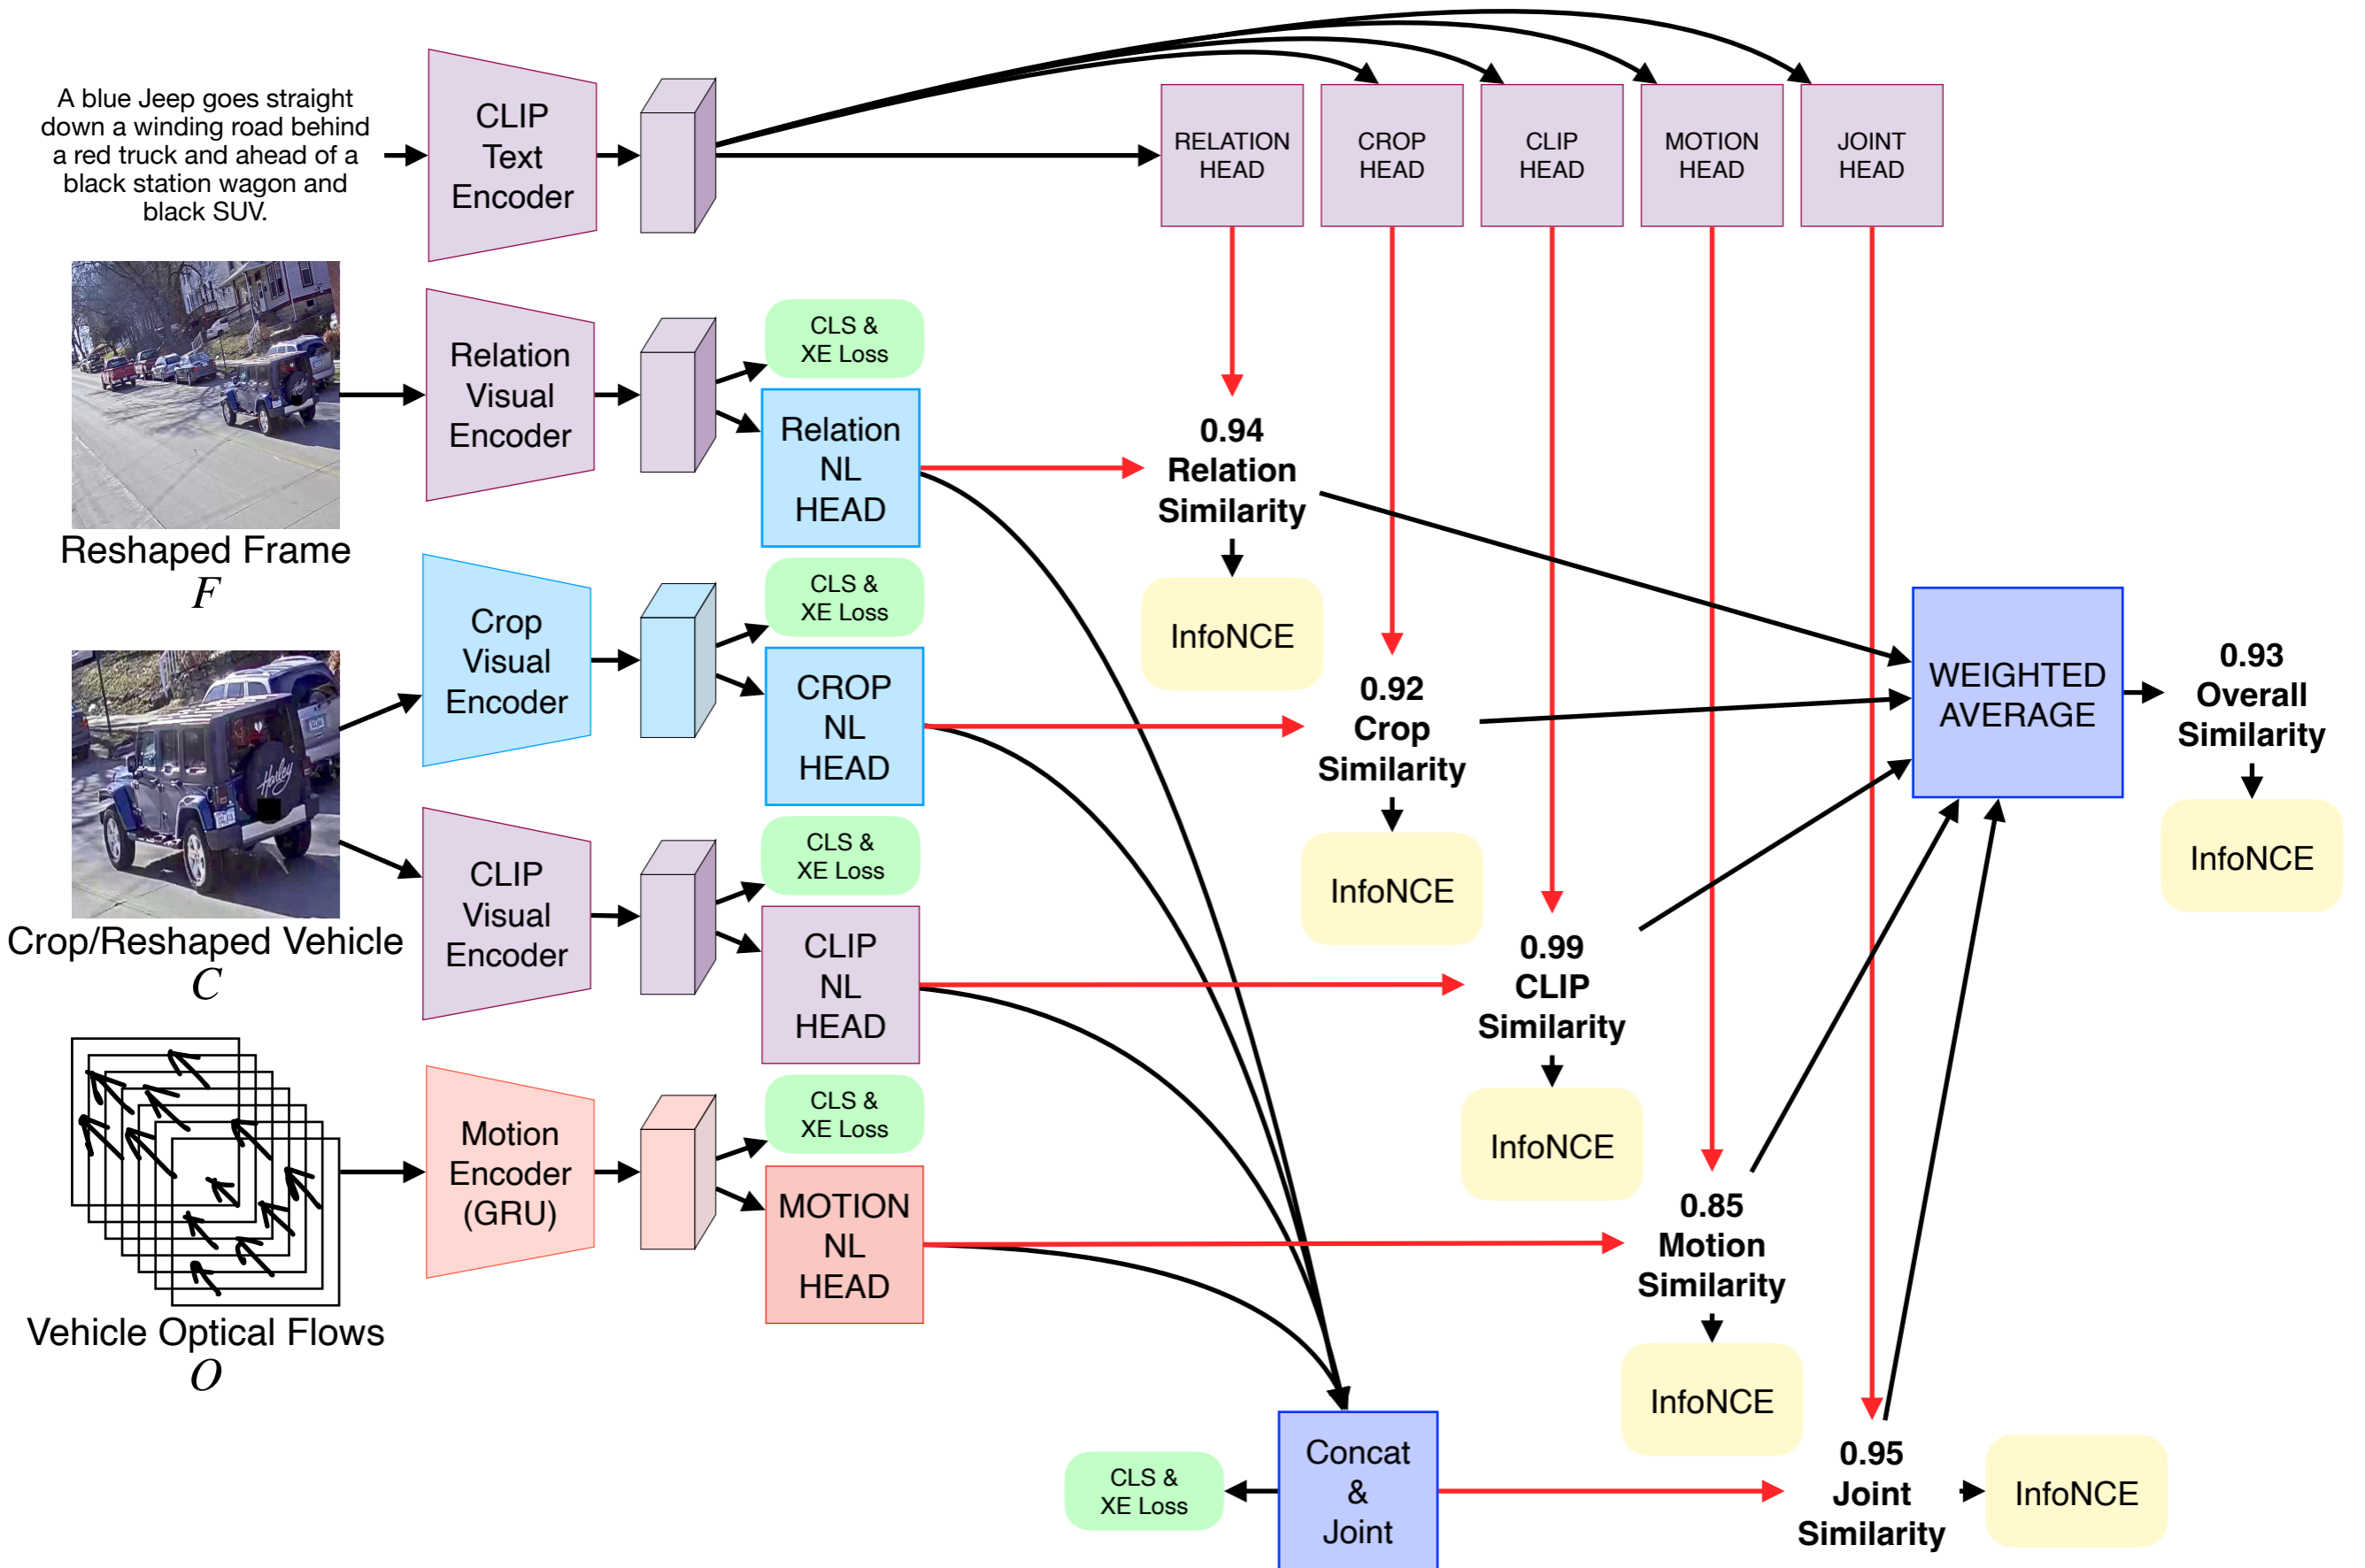 A blue Jeep goes straight
down a winding road behind
a red truck and ahead of a
black station wagon and
black SUV.
CLIP
Text
Encoder
RELATION
HEAD
CROP
HEAD
CLIP
HEAD
MOTION
HEAD
JOINT
HEAD
Reshaped Frame
F
Relation
Visual
Encoder
CLS &
XE Loss
Relation
NL
HEAD
0.94
Relation
Similarity
InfoNCE
Crop/Reshaped Vehicle
C
Harley
Crop
Visual
Encoder
CLS &
XE Loss
CROP
NL
HEAD
0.92
Crop
Similarity
InfoNCE
CLIP
Visual
Encoder
CLS &
XE Loss
CLIP
NL
HEAD
0.99
CLIP
Similarity
InfoNCE
Vehicle Optical Flows
O
Motion
Encoder
(GRU)
CLS &
XE Loss
MOTION
NL
HEAD
0.85
Motion
Similarity
InfoNCE
CLS &
XE Loss
Concat
&
Joint
0.95
Joint
Similarity
InfoNCE
WEIGHTED
AVERAGE
0.93
Overall
Similarity
InfoNCE